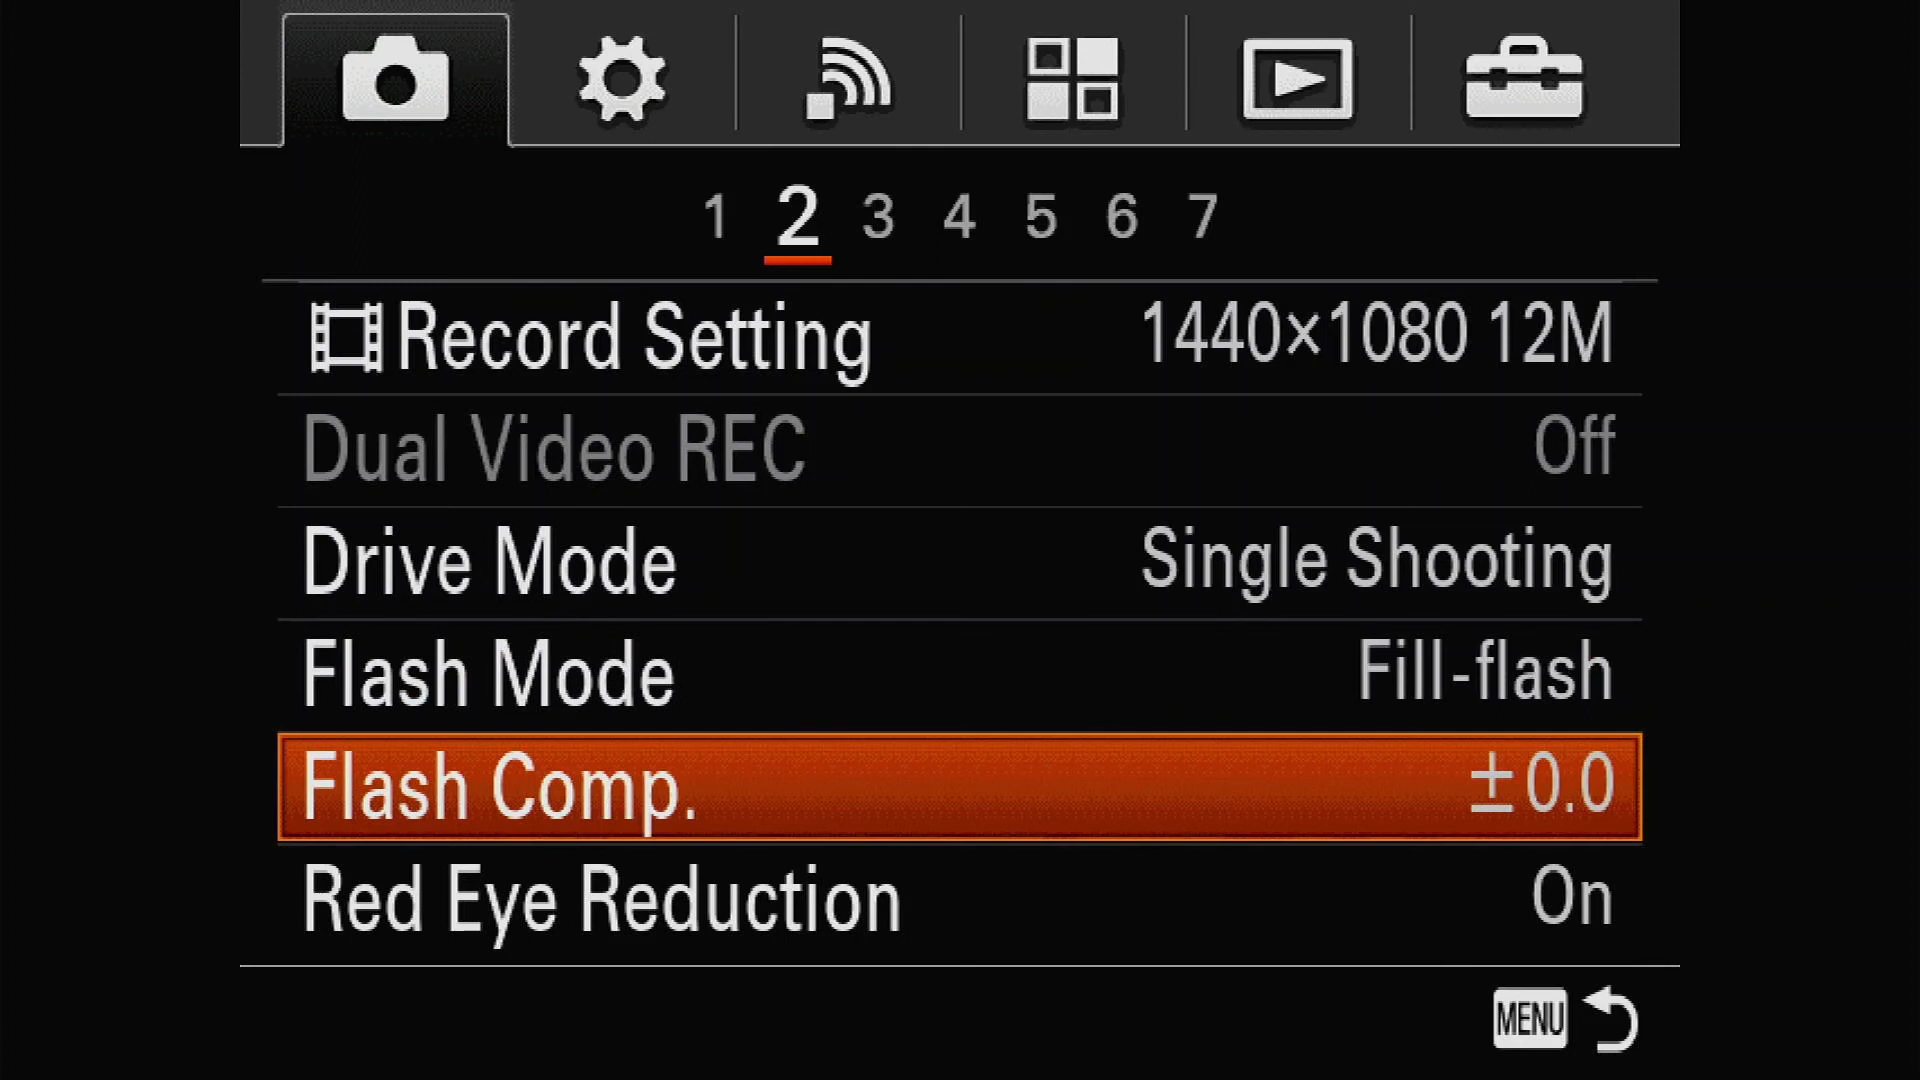 1 2 3 4 5 6 7
Record Setting 1440×1080 12M
Dual Video REC Off
Drive Mode Single Shooting
Flash Mode Fill-flash
Flash Comp. ±0.0
Red Eye Reduction On
MENU